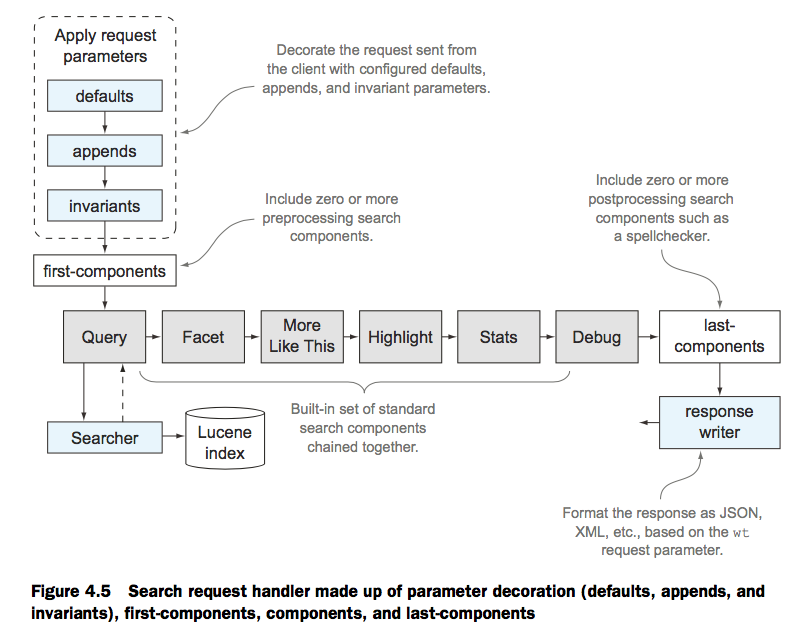 Apply request
parameters
defaults
appends
invariants
Decorate the request sent from
the client with configured defaults,
appends, and invariant parameters.
Include zero or more
preprocessing search
components.
first-components
Include zero or more
postprocessing search
components such as
a spellchecker.
Query
Facet
More
Like This
Highlight
Stats
Debug
last-
components
Searcher
Lucene
index
Built-in set of standard
search components
chained together.
response
writer
Format the response as JSON,
XML, etc., based on the wt
request parameter.
Figure 4.5 Search request handler made up of parameter decoration (defaults, appends, and
invariants), first-components, components, and last-components